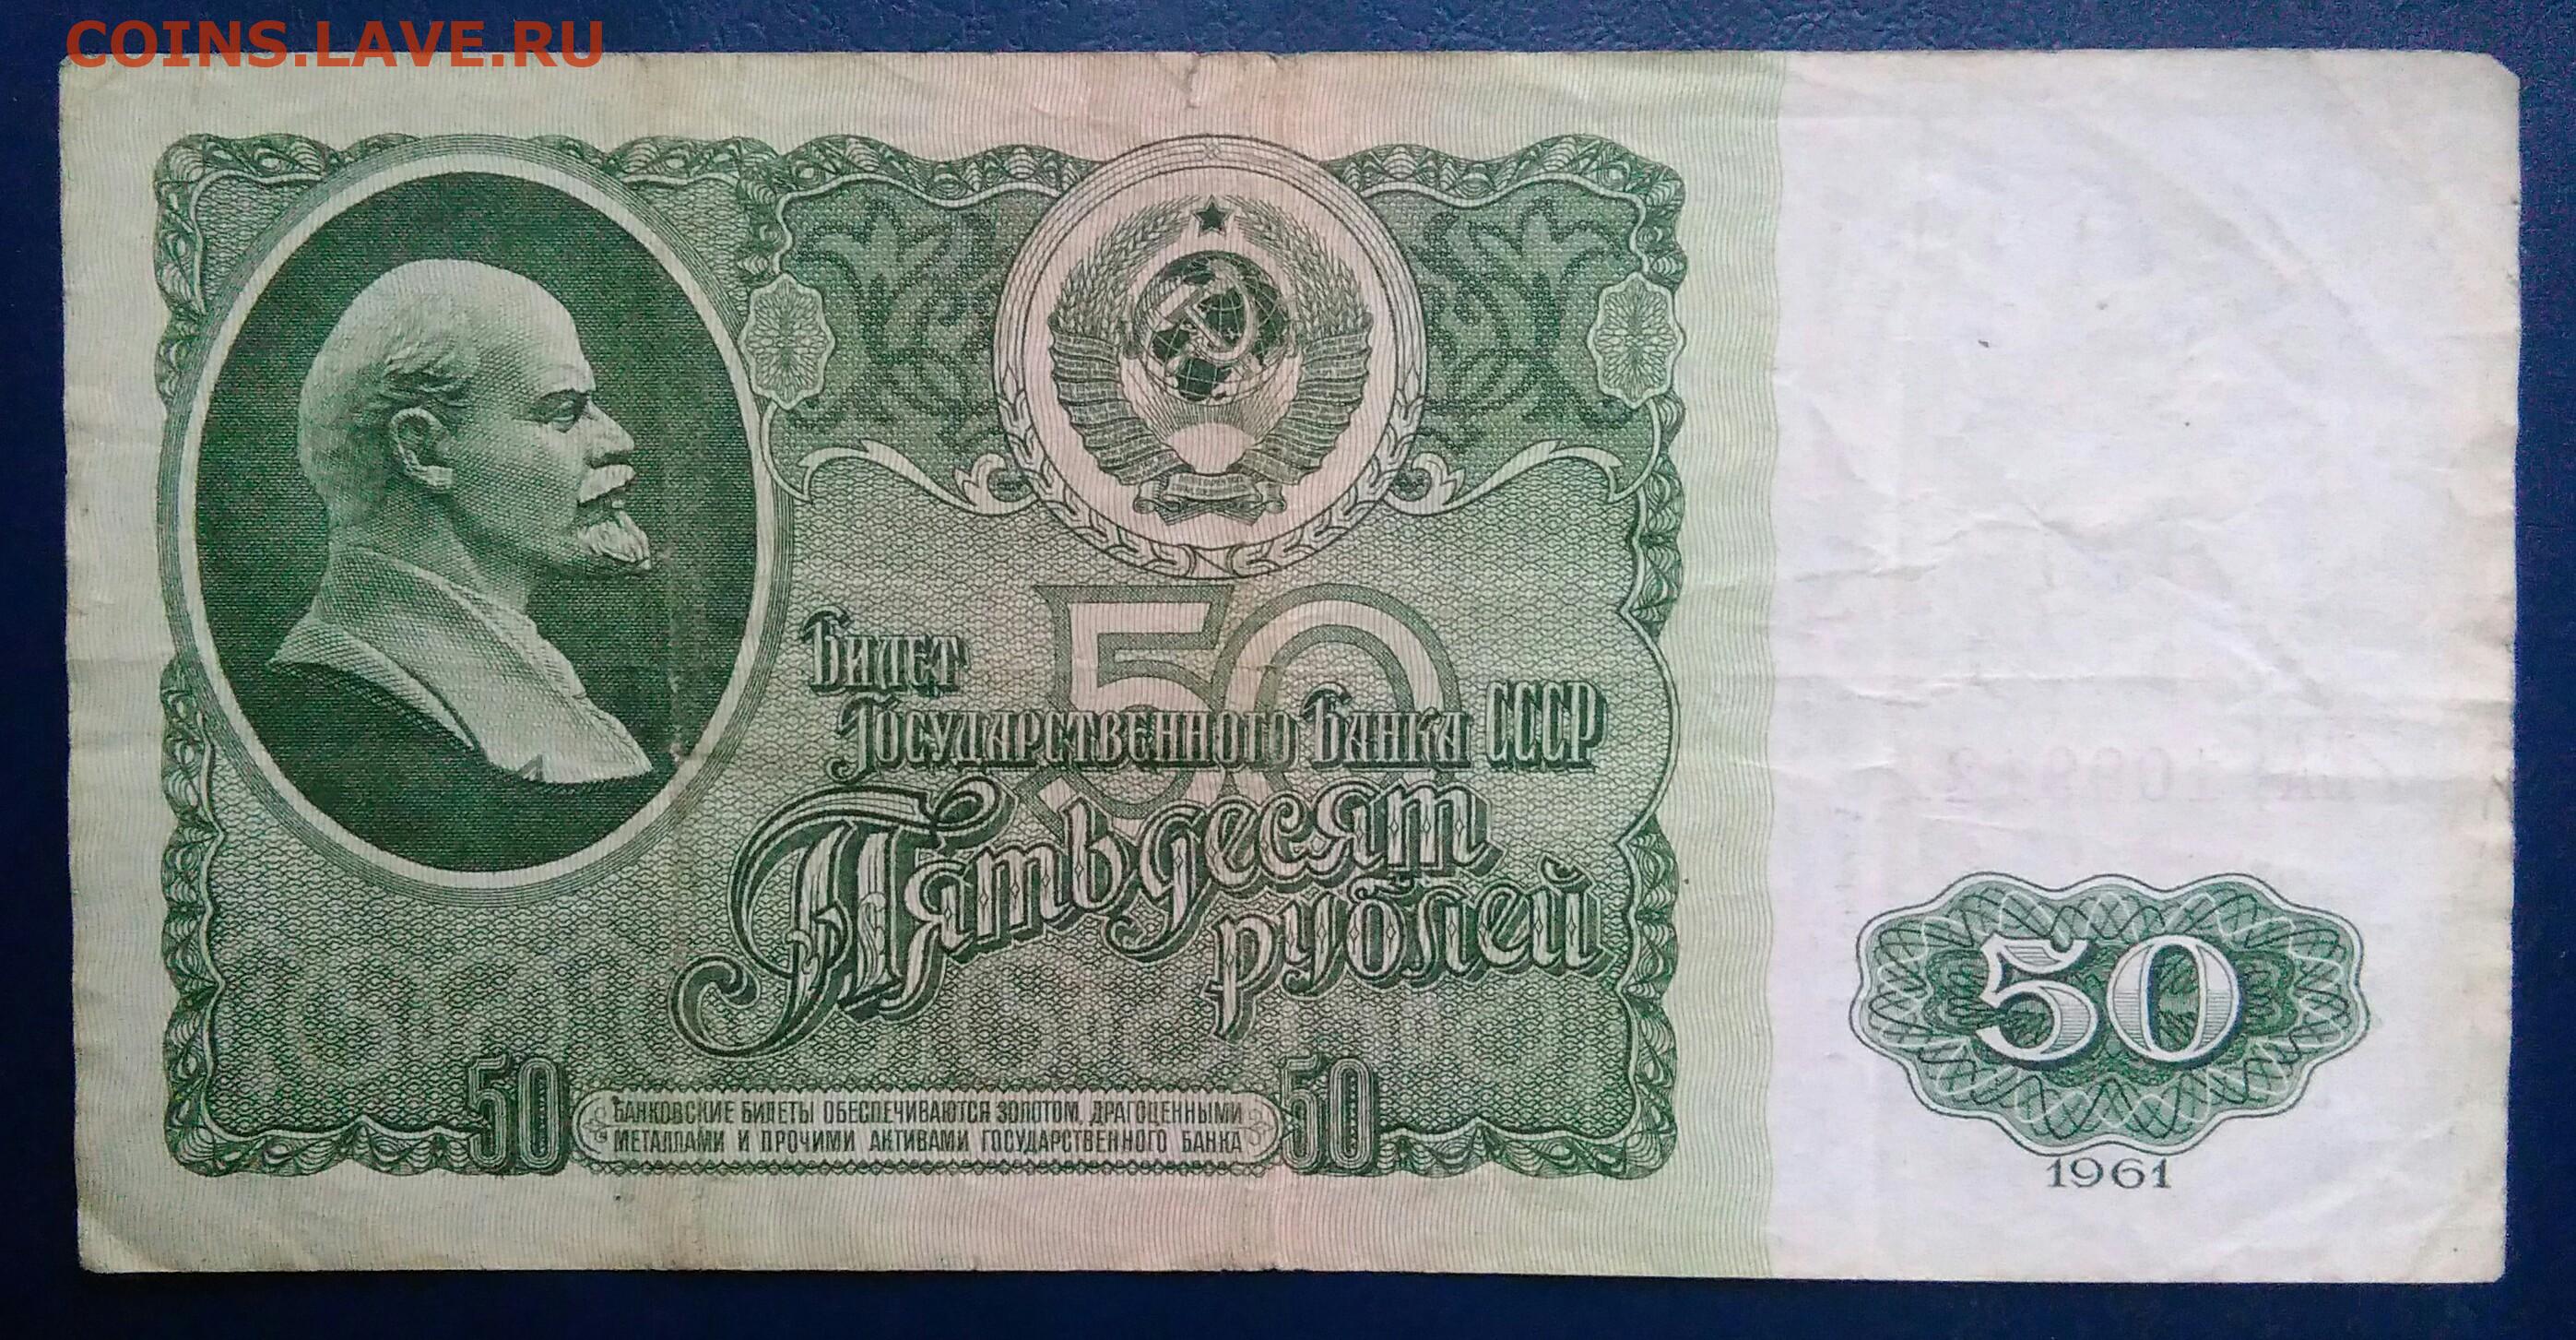 COINS.LAVE.RU
50
Билет
Государственного Банка СССР
Пятьдесят
рублей
50
50
БАНКОВСКИЕ БИЛЕТЫ ОБЕСПЕЧИВАЮТСЯ ЗОЛОТОМ, ДРАГОЦЕННЫМИ
МЕТАЛЛАМИ И ПРОЧИМИ АКТИВАМИ ГОСУДАРСТВЕННОГО БАНКА
50
1961